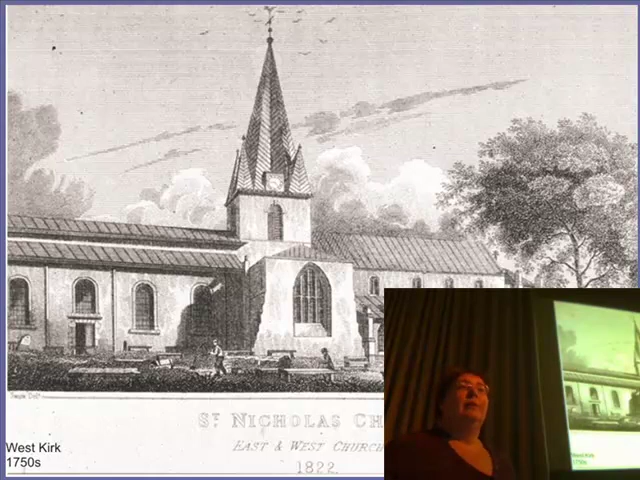 St. NICHOLAS CH
EAST & WEST CHURCH
1822.
West Kirk
1750s
West Kirk
1750s